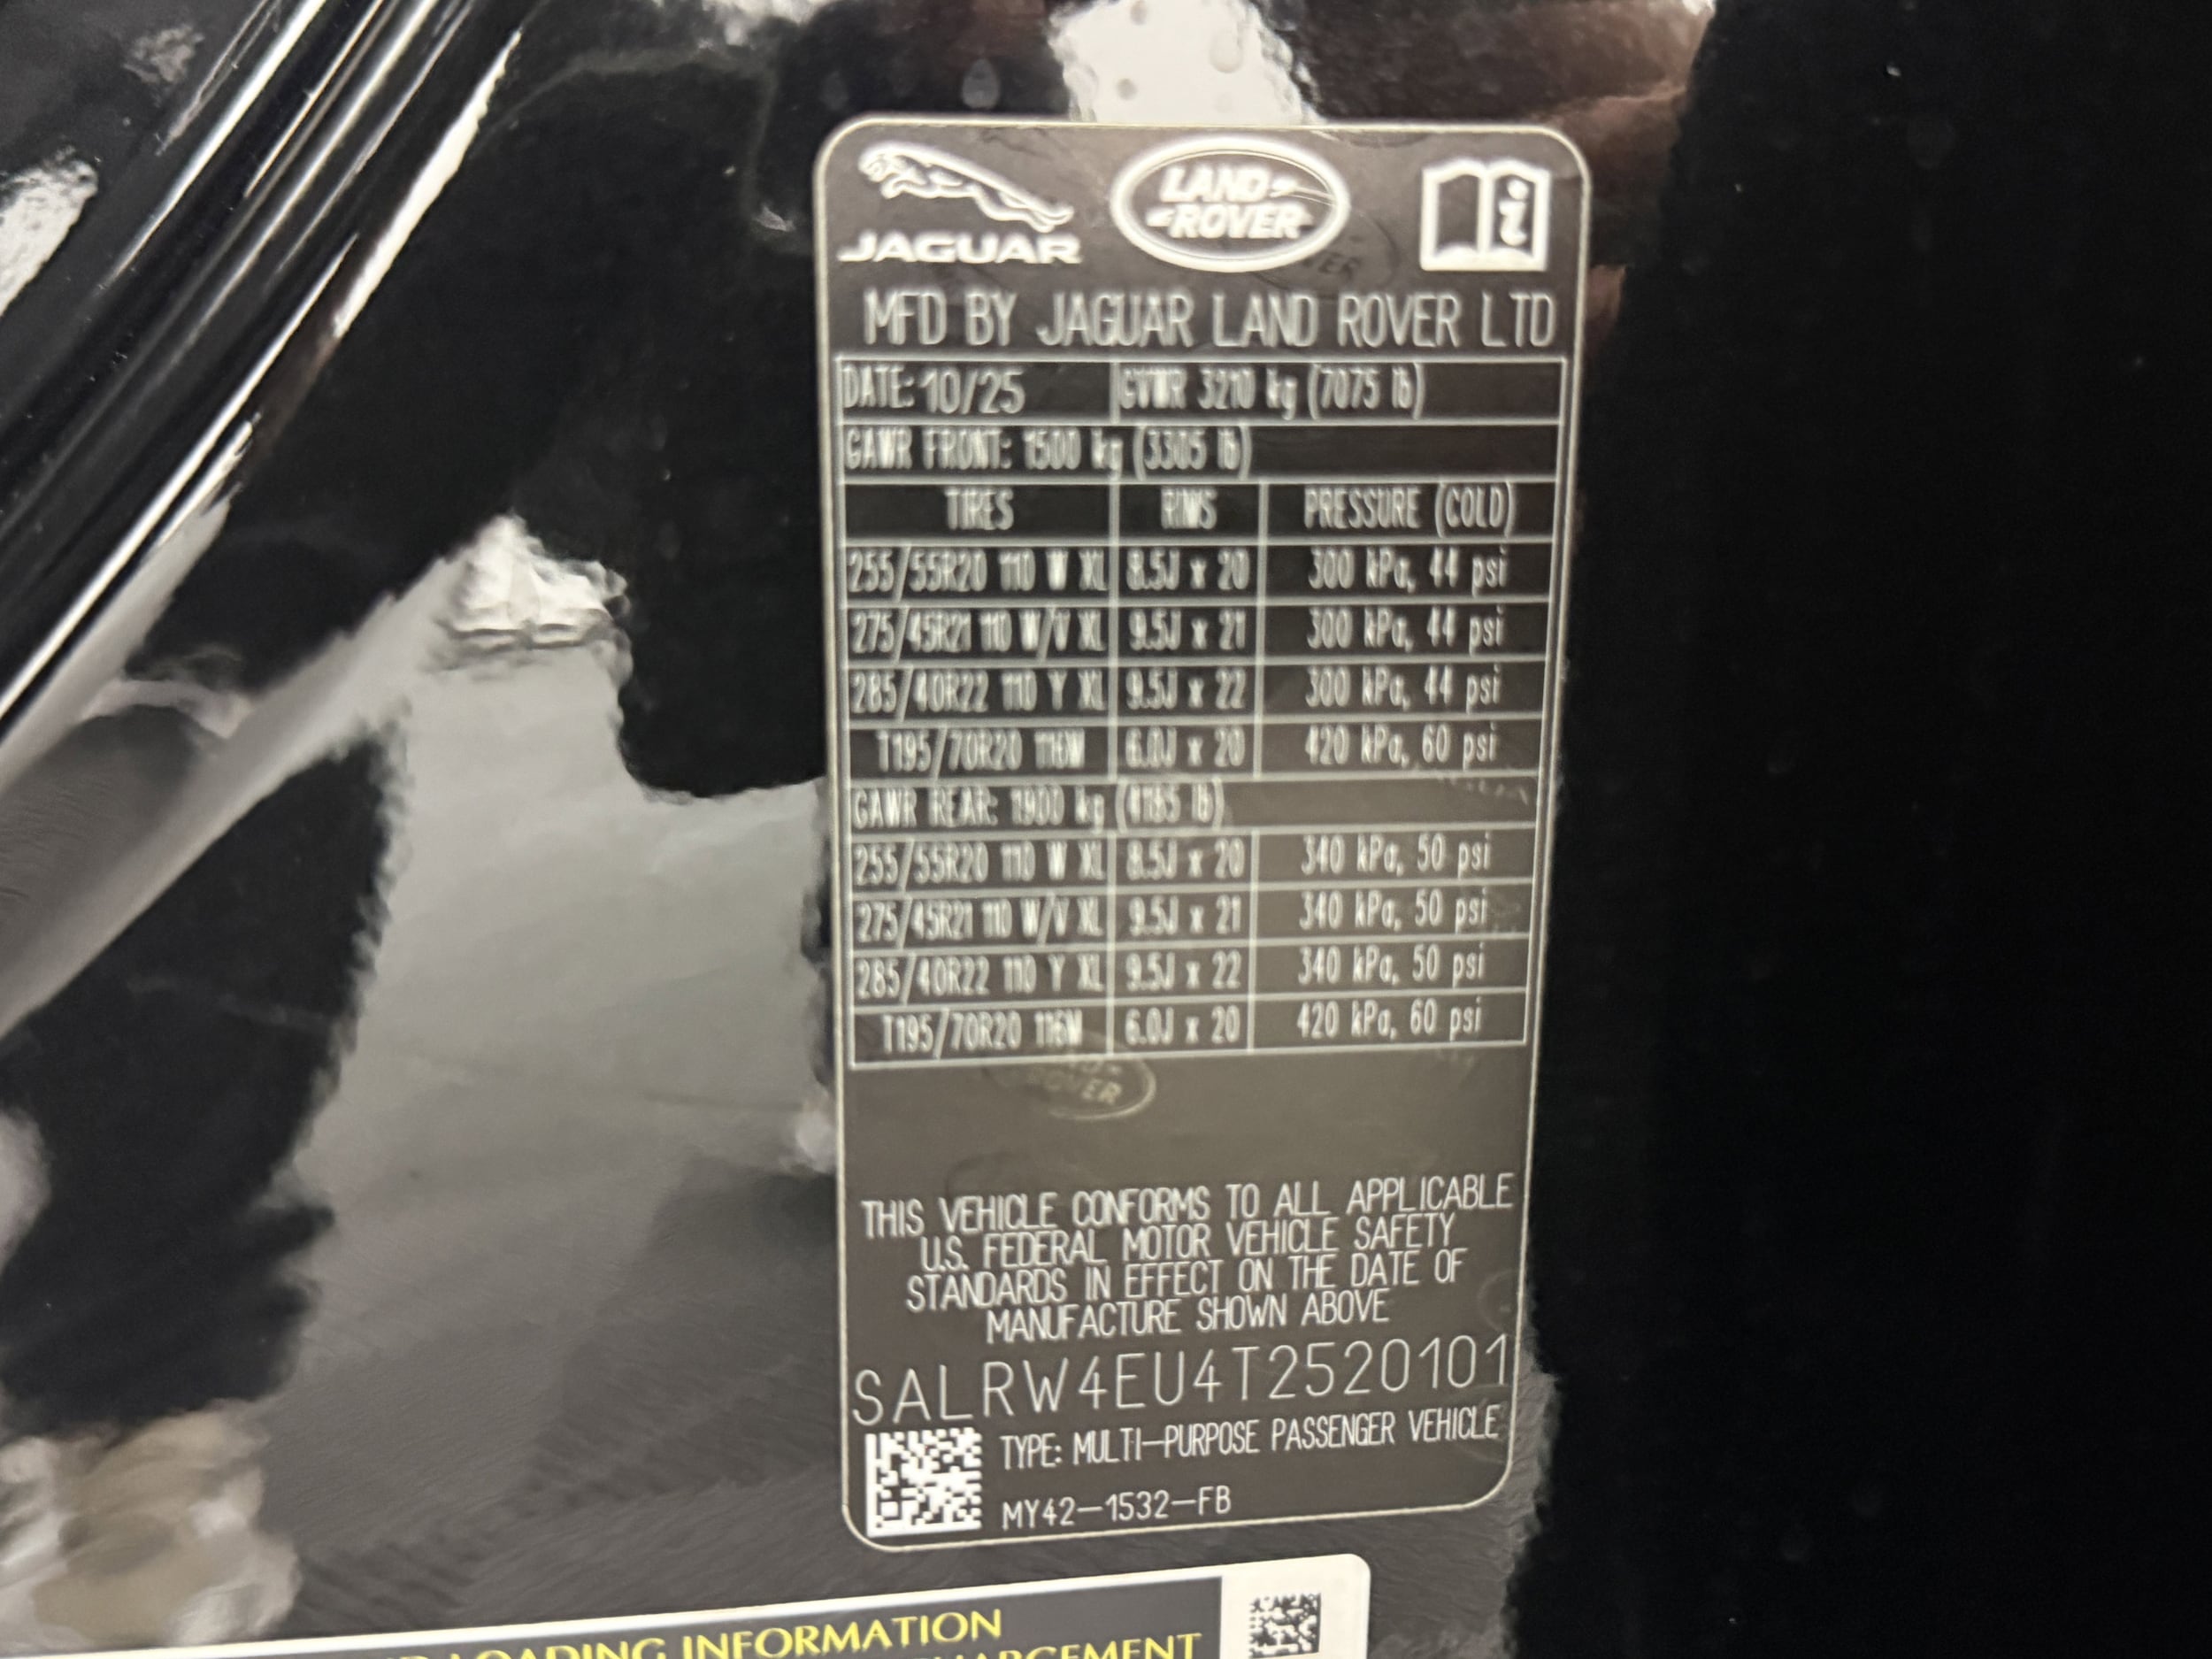 JAGUAR
LAND ROVER
i
MFD BY JAGUAR LAND ROVER LTD
DATE: 10/25 GVWR 3210 kg (7075 lb)
GAWR FRONT: 1500 kg (3305 lb)
TIRES RIMS PRESSURE (COLD)
255/55R20 110 W XL 8.5J x 20 300 kPa, 44 psi
275/45R21 110 W/V XL 9.5J x 21 300 kPa, 44 psi
285/40R22 110 Y XL 9.5J x 22 300 kPa, 44 psi
T195/70R20 116M 6.0J x 20 420 kPa, 60 psi
GAWR REAR: 1900 kg (4185 lb)
255/55R20 110 W XL 8.5J x 20 340 kPa, 50 psi
275/45R21 110 W/V XL 9.5J x 21 340 kPa, 50 psi
285/40R22 110 Y XL 9.5J x 22 340 kPa, 50 psi
T195/70R20 116M 6.0J x 20 420 kPa, 60 psi
THIS VEHICLE CONFORMS TO ALL APPLICABLE
U.S. FEDERAL MOTOR VEHICLE SAFETY
STANDARDS IN EFFECT ON THE DATE OF
MANUFACTURE SHOWN ABOVE
SALRW4EU4T2520101
TYPE: MULTI-PURPOSE PASSENGER VEHICLE
MY42-1532-FB
LOADING INFORMATION